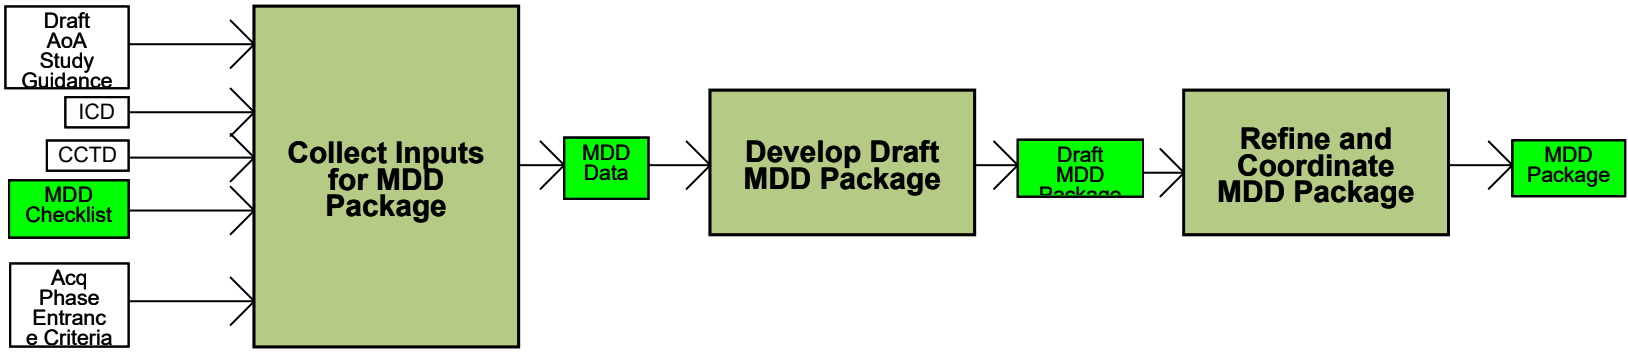 Draft
AoA
Study
Guidance
ICD
CCTD
MDD
Checklist
Acq
Phase
Entranc
e Criteria
Collect Inputs
for MDD
Package
MDD
Data
Develop Draft
MDD Package
Draft
MDD
Package
Refine and
Coordinate
MDD Package
MDD
Package